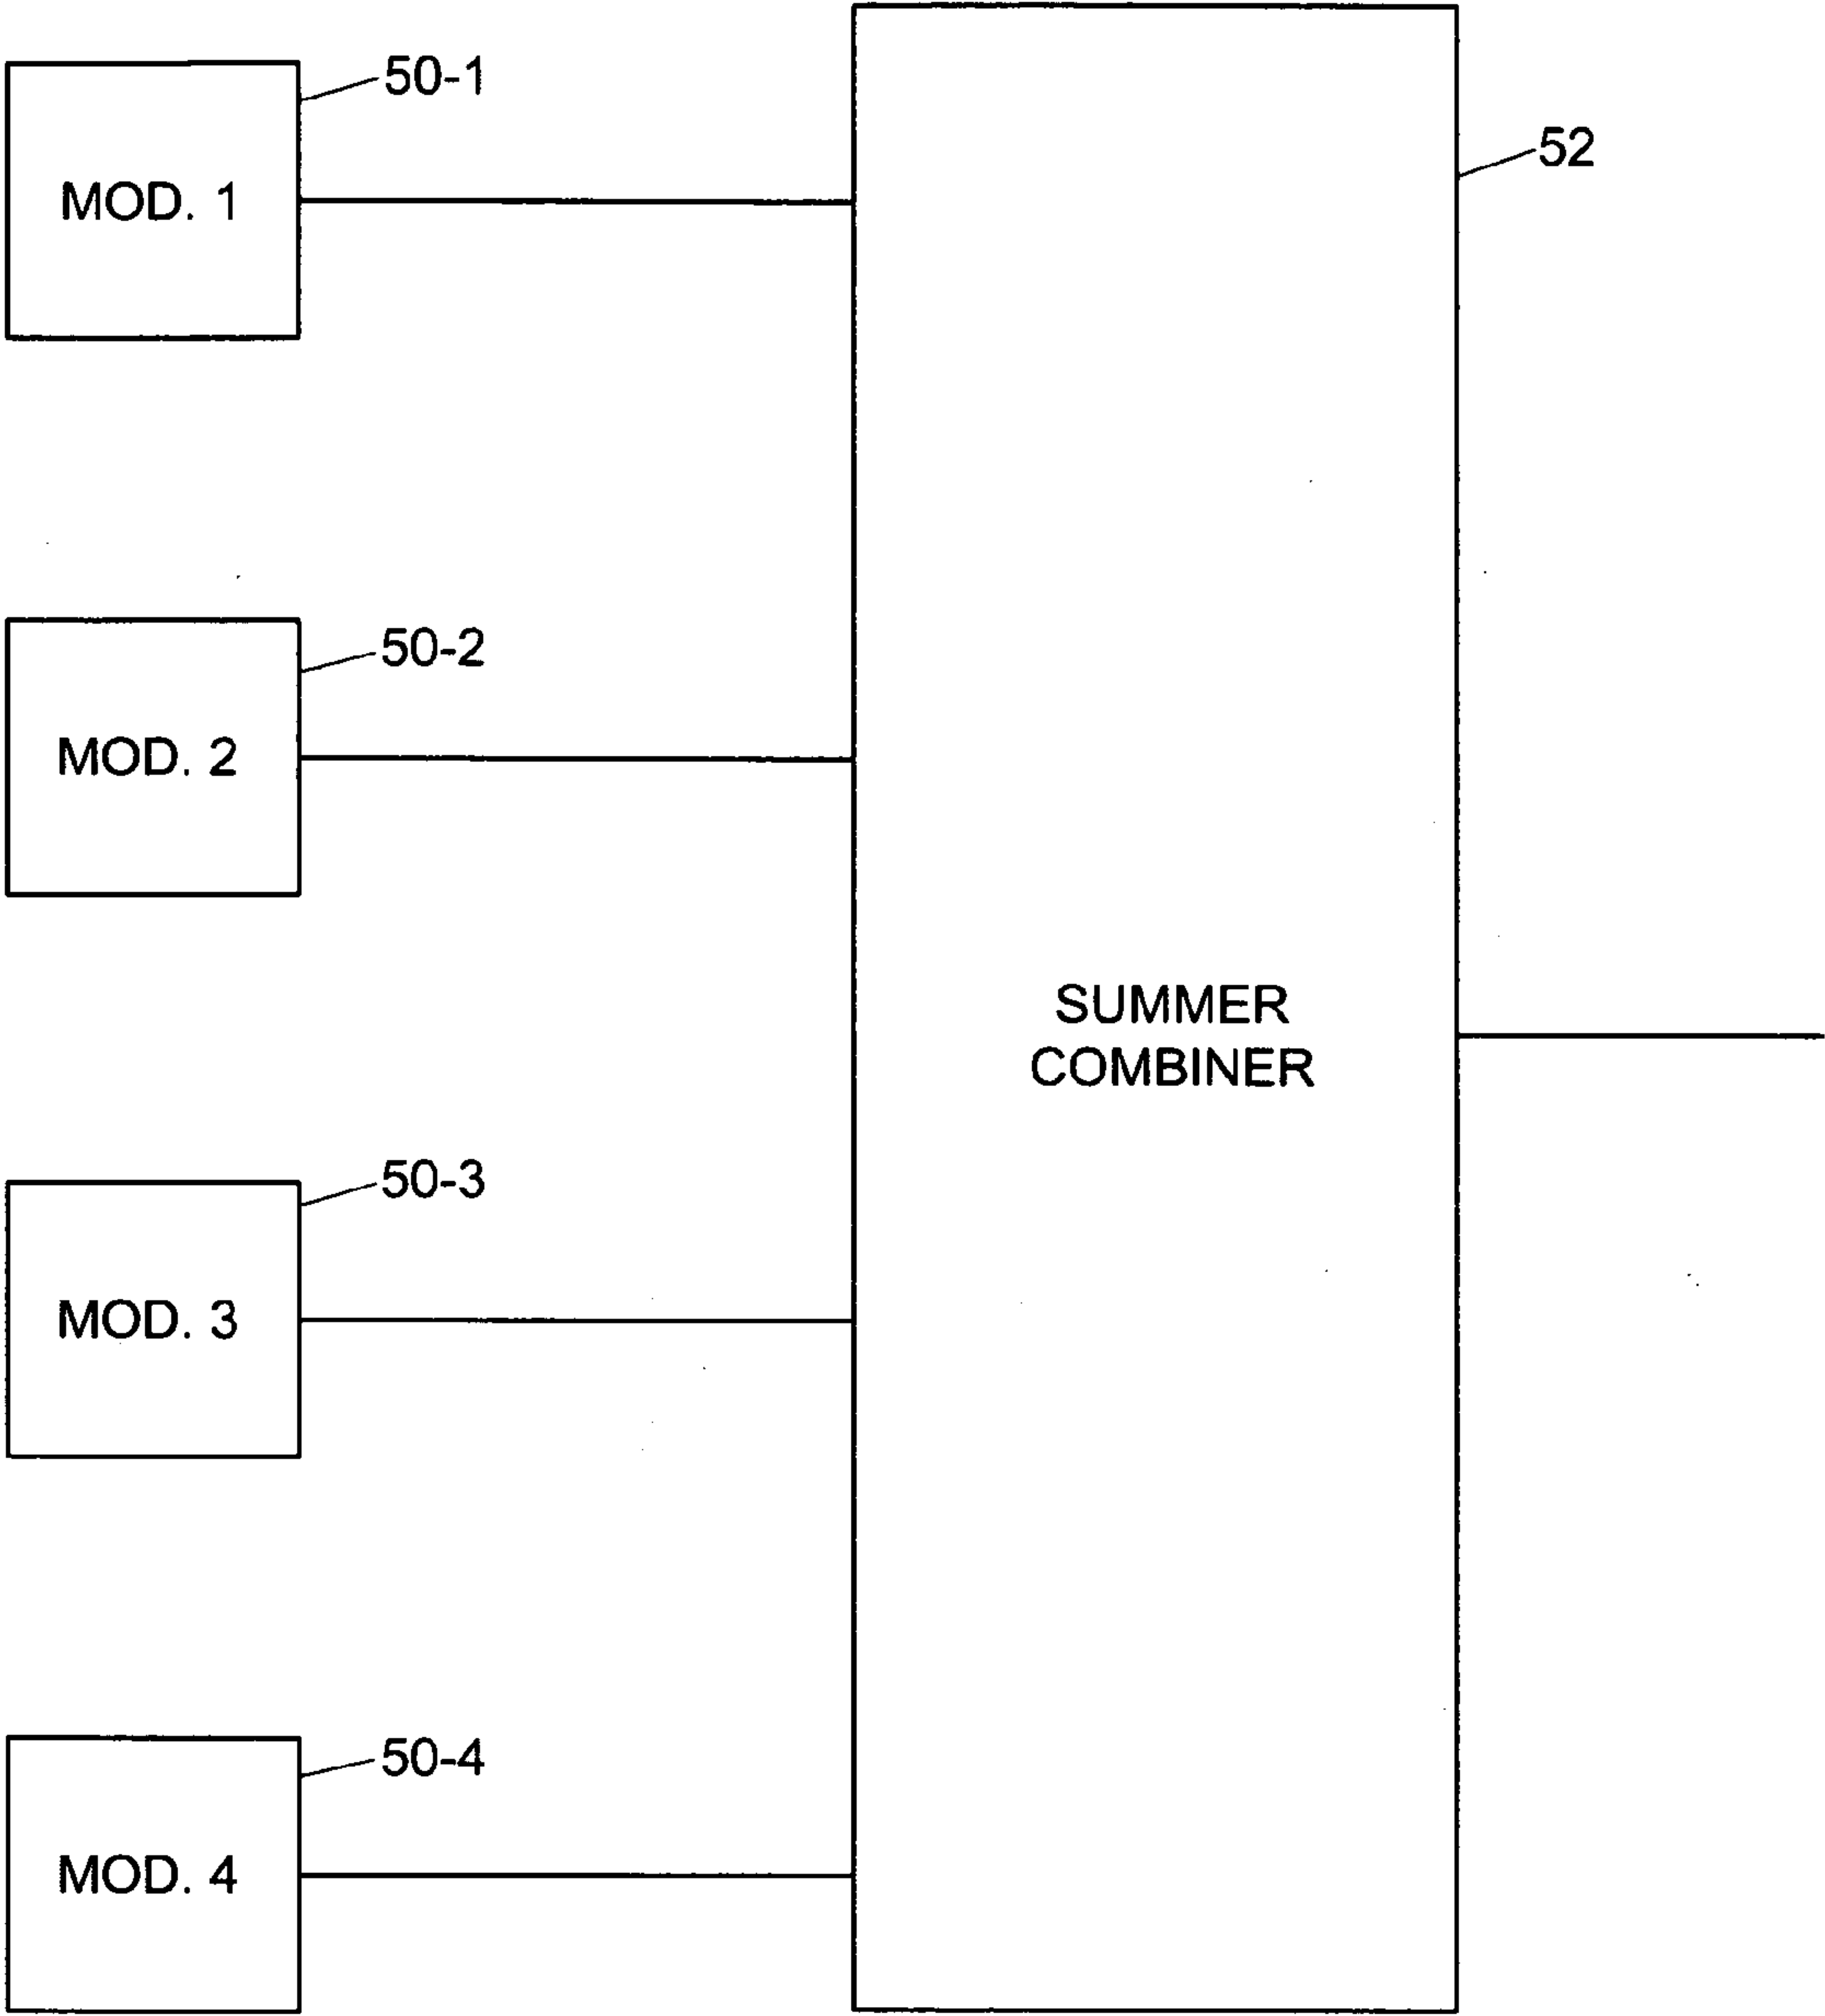 50-1
MOD. 1
52
50-2
MOD. 2
SUMMER
COMBINER
50-3
MOD. 3
50-4
MOD. 4